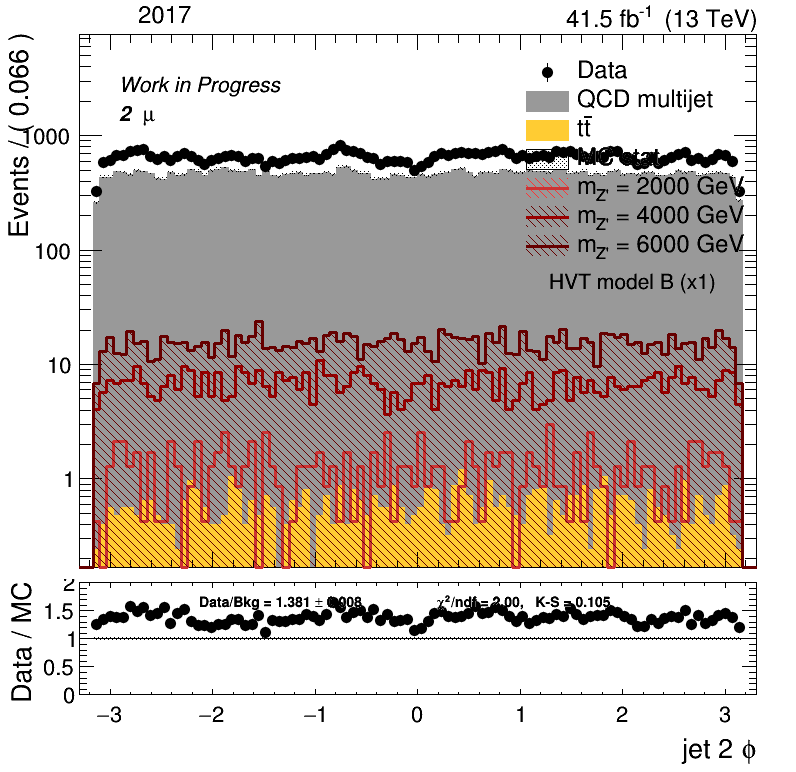 2017 41.5 fb⁻¹ (13 TeV)
Events / ( 0.066 )
Work in Progress
2 μ
Data
QCD multijet
tt̄
MC stat.
m_Z' = 2000 GeV
m_Z' = 4000 GeV
m_Z' = 6000 GeV
HVT model B (x1)
1000
100
10
1
Data / MC
2
1.5
1
0.5
0
Data/Bkg = 1.381 ± 0.008 χ²/ndf = 2.00, K-S = 0.105
−3 −2 −1 0 1 2 3
jet 2 ϕ